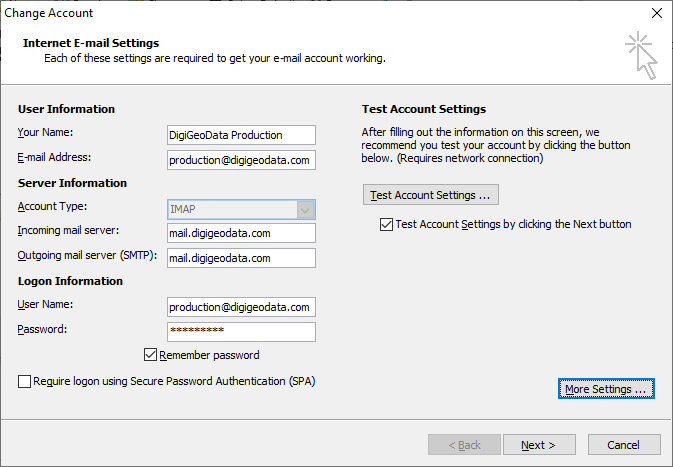 Change Account
Internet E-mail Settings
Each of these settings are required to get your e-mail account working.
User Information
Your Name:
DigiGeoData Production
E-mail Address:
production@digigeodata.com
Server Information
Account Type:
IMAP
Incoming mail server:
mail.digigeodata.com
Outgoing mail server (SMTP):
mail.digigeodata.com
Logon Information
User Name:
production@digigeodata.com
Password:
*********
Remember password
Require logon using Secure Password Authentication (SPA)
Test Account Settings
After filling out the information on this screen, we
recommend you test your account by clicking the button
below. (Requires network connection)
Test Account Settings ...
Test Account Settings by clicking the Next button
More Settings ...
< Back
Next >
Cancel